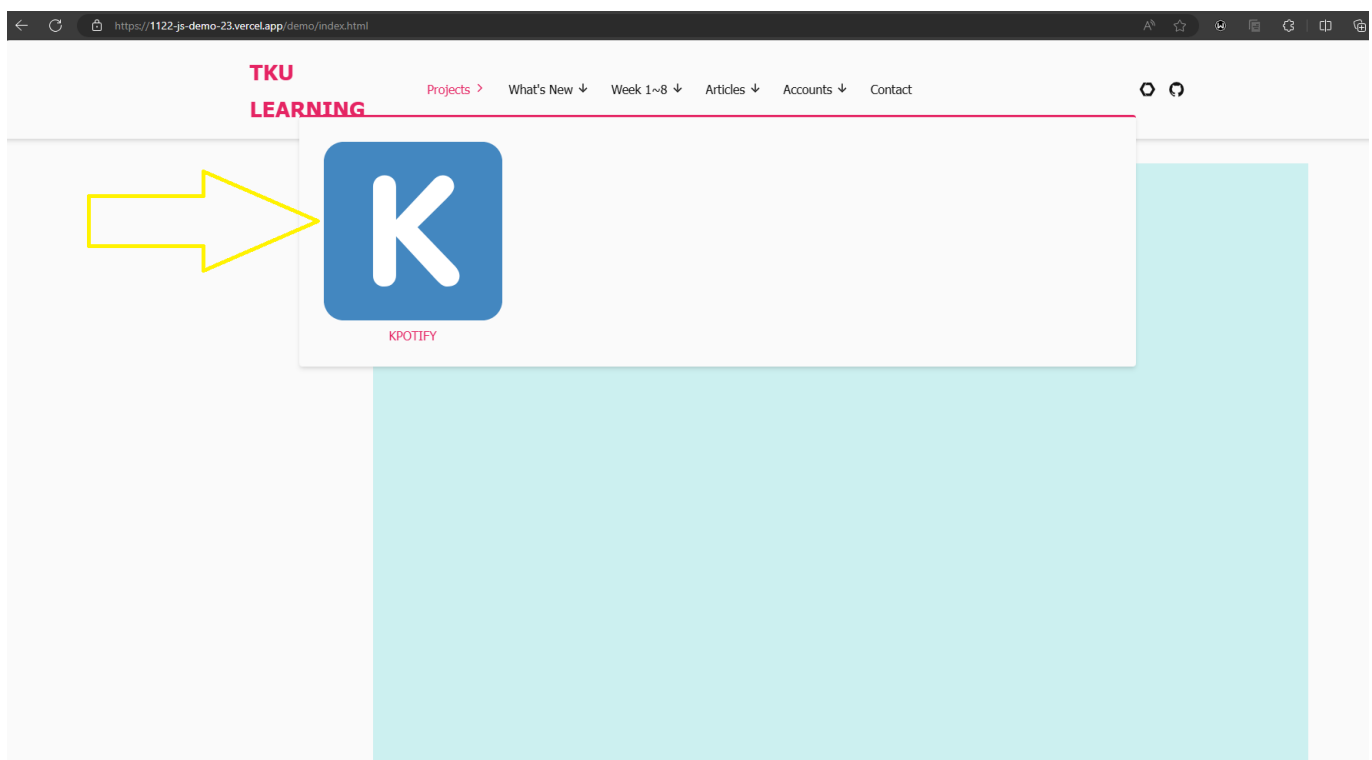 https://1122-js-demo-23.vercel.app/demo/index.html
TKU
LEARNING
Projects What's New Week 1~8 Articles Accounts Contact
K
KPOTIFY